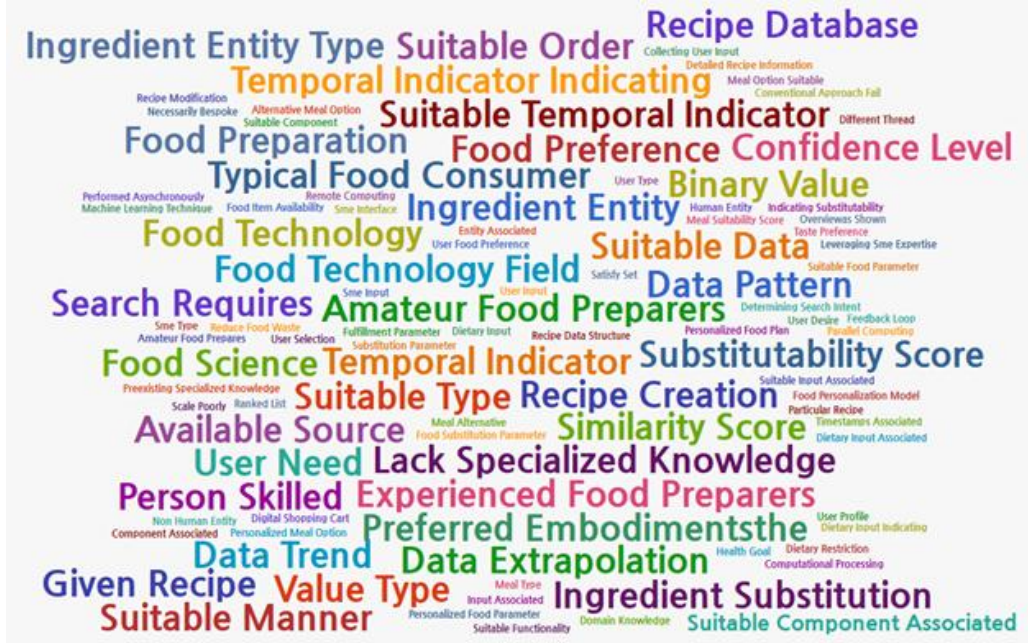 Recipe Database
Ingredient Entity Type Suitable Order
Collecting User Input
Detailed Recipe Information
Temporal Indicator Indicating Meal Option Suitable
Conventional Approach Fail
Recipe Modification
Necessarily Bespoke Alternative Meal Option
Suitable Component
Suitable Temporal Indicator Different Thread
Food Preparation Food Preference Confidence Level
Typical Food Consumer User Type Binary Value
Performed Asynchronously Remote Computing
Machine Learning Technique Food Item Availability Sme Interface
Ingredient Entity Human Entity Indicating Substitutability
Meal Suitability Score Overviewas Shown
Food Technology Entity Associated Taste Preference
User Food Preference Suitable Data Leveraging Sme Expertise
Food Technology Field Satisfy Set Suitable Food Parameter
Data Pattern
Search Requires Sme Input User Input Determining Search Intent
Amateur Food Preparers User Desire Feedback Loop
Sme Type Reduce Food Waste Fulfillment Parameter Dietary Input Personalized Food Plan Parallel Computing
Amateur Food Prepares User Selection Recipe Data Structure
Substitution Parameter
Food Science Temporal Indicator Substitutability Score
Suitable Input Associated
Preexisting Specialized Knowledge Suitable Type Recipe Creation Food Personalization Model
Scale Poorly Ranked List Particular Recipe
Available Source Meal Alternative Similarity Score Timestamps Associated
Food Substitution Parameter Dietary Input Associated
User Need Lack Specialized Knowledge
Person Skilled Experienced Food Preparers
Non Human Entity Digital Shopping Cart User Profile
Component Associated Personalized Meal Option Preferred Embodimentsthe Dietary Input Indicating
Data Trend Data Extrapolation Health Goal Dietary Restriction
Computational Processing
Given Recipe Value Type Meal Type
Input Associated Ingredient Substitution
Suitable Manner Personalized Food Parameter Domain Knowledge Suitable Component Associated
Suitable Functionality